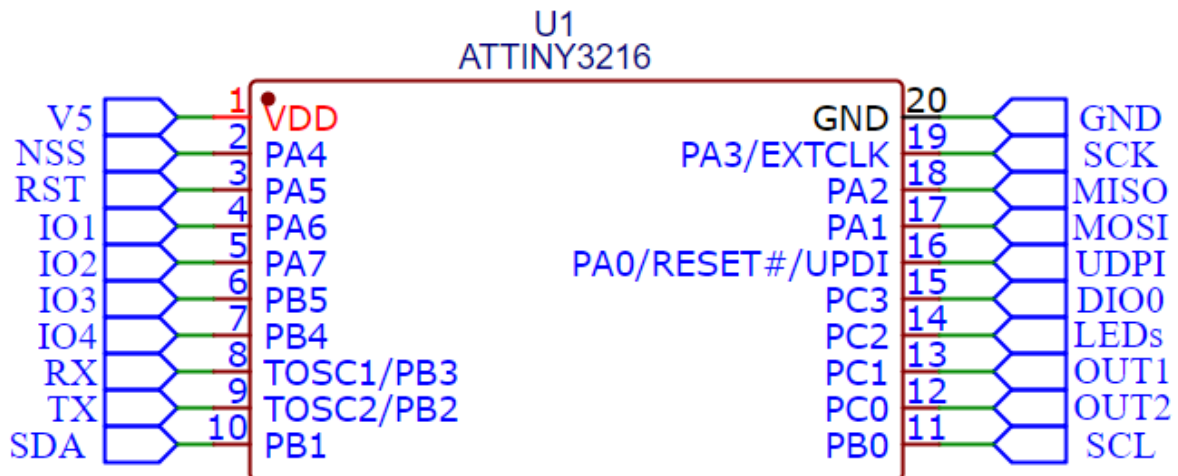 U1
ATTINY3216
V5 1 VDD GND 20 GND
NSS 2 PA4 PA3/EXTCLK 19 SCK
RST 3 PA5 PA2 18 MISO
IO1 4 PA6 PA1 17 MOSI
IO2 5 PA7 PA0/RESET#/UPDI 16 UDPI
IO3 6 PB5 PC3 15 DIO0
IO4 7 PB4 PC2 14 LEDs
RX 8 TOSC1/PB3 PC1 13 OUT1
TX 9 TOSC2/PB2 PC0 12 OUT2
SDA 10 PB1 PB0 11 SCL